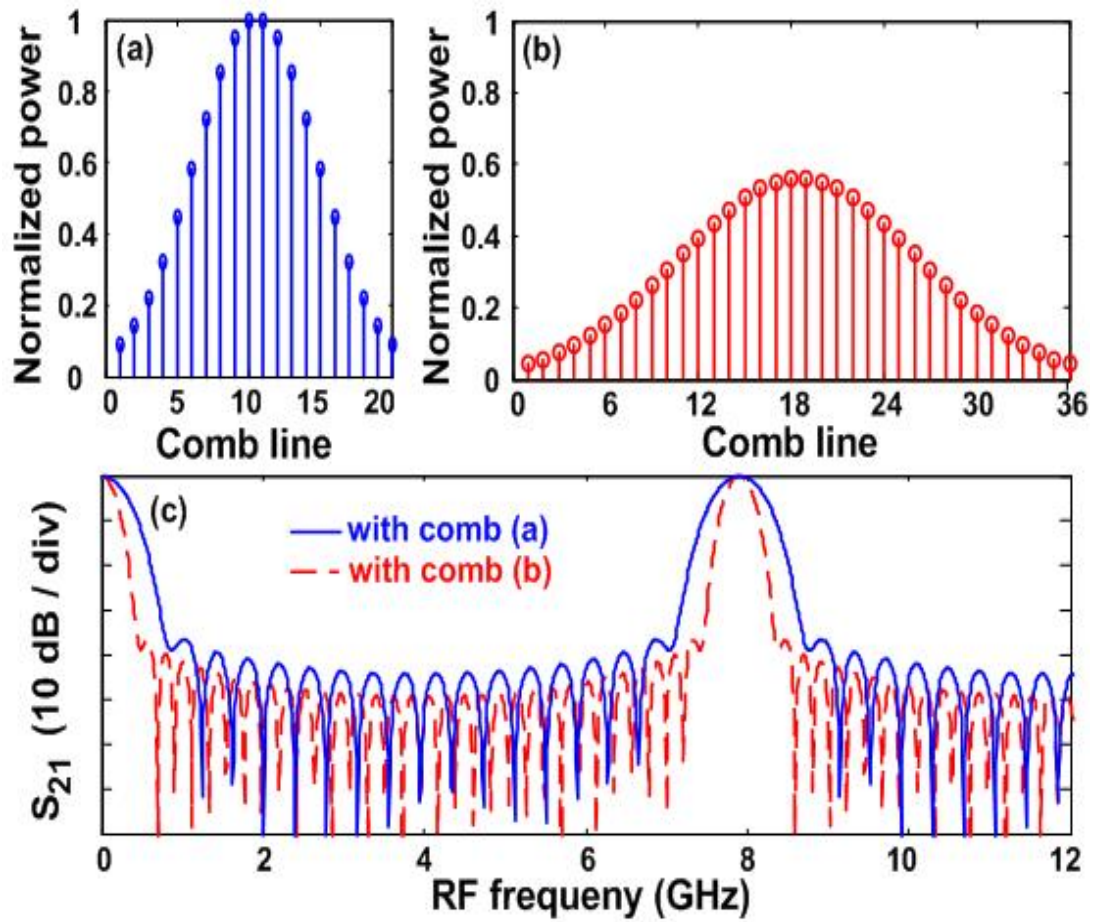 (a)
Normalized power
1
0.8
0.6
0.4
0.2
0
0 5 10 15 20
Comb line
(b)
Normalized power
1
0.8
0.6
0.4
0.2
0
0 6 12 18 24 30 36
Comb line
(c)
with comb (a)
with comb (b)
S21 (10 dB / div)
0 2 4 6 8 10 12
RF frequeny (GHz)